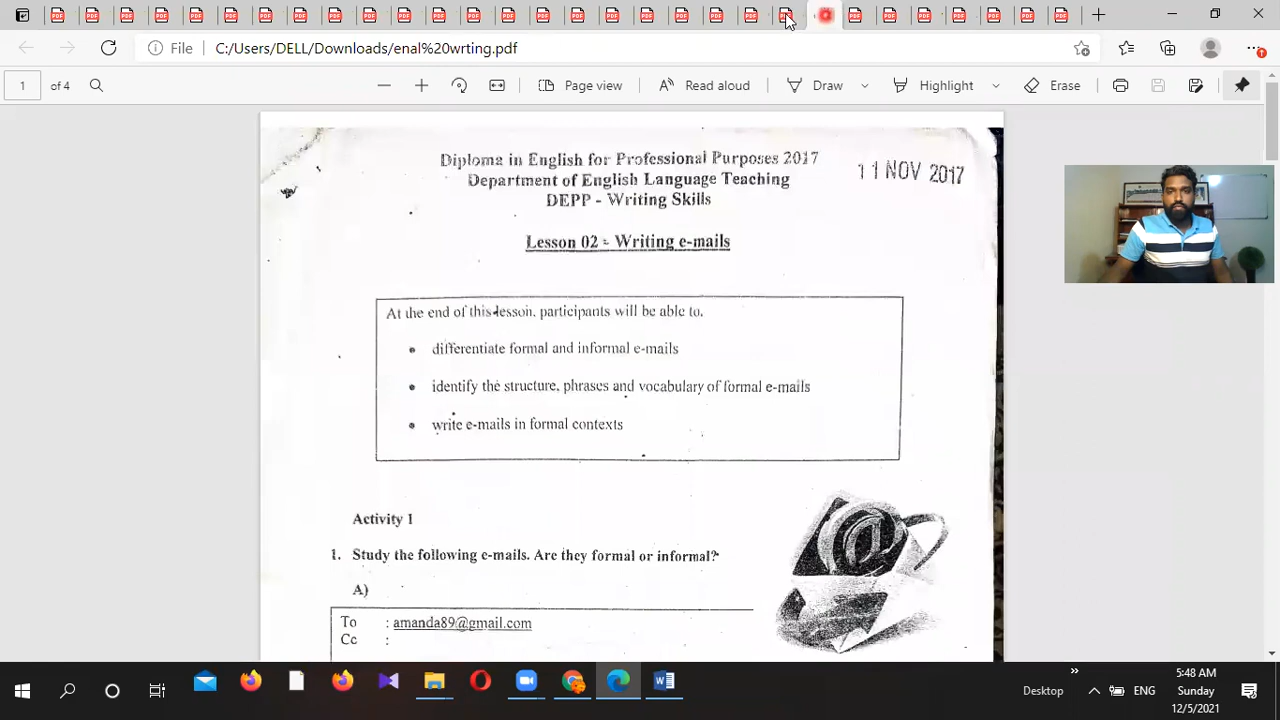 File
C:/Users/DELL/Downloads/enal%20wrting.pdf
1 of 4
Page view
Read aloud
Draw
Highlight
Erase
Diploma in English for Professional Purposes 2017
Department of English Language Teaching
DEPP - Writing Skills
11 NOV 2017
Lesson 02 - Writing e-mails
At the end of this lesson, participants will be able to,
differentiate formal and informal e-mails
identify the structure, phrases and vocabulary of formal e-mails
write e-mails in formal contexts
Activity 1
1. Study the following e-mails. Are they formal or informal?
A)
To : amanda89@gmail.com
Cc :
Desktop
ENG
5:48 AM
Sunday
12/5/2021